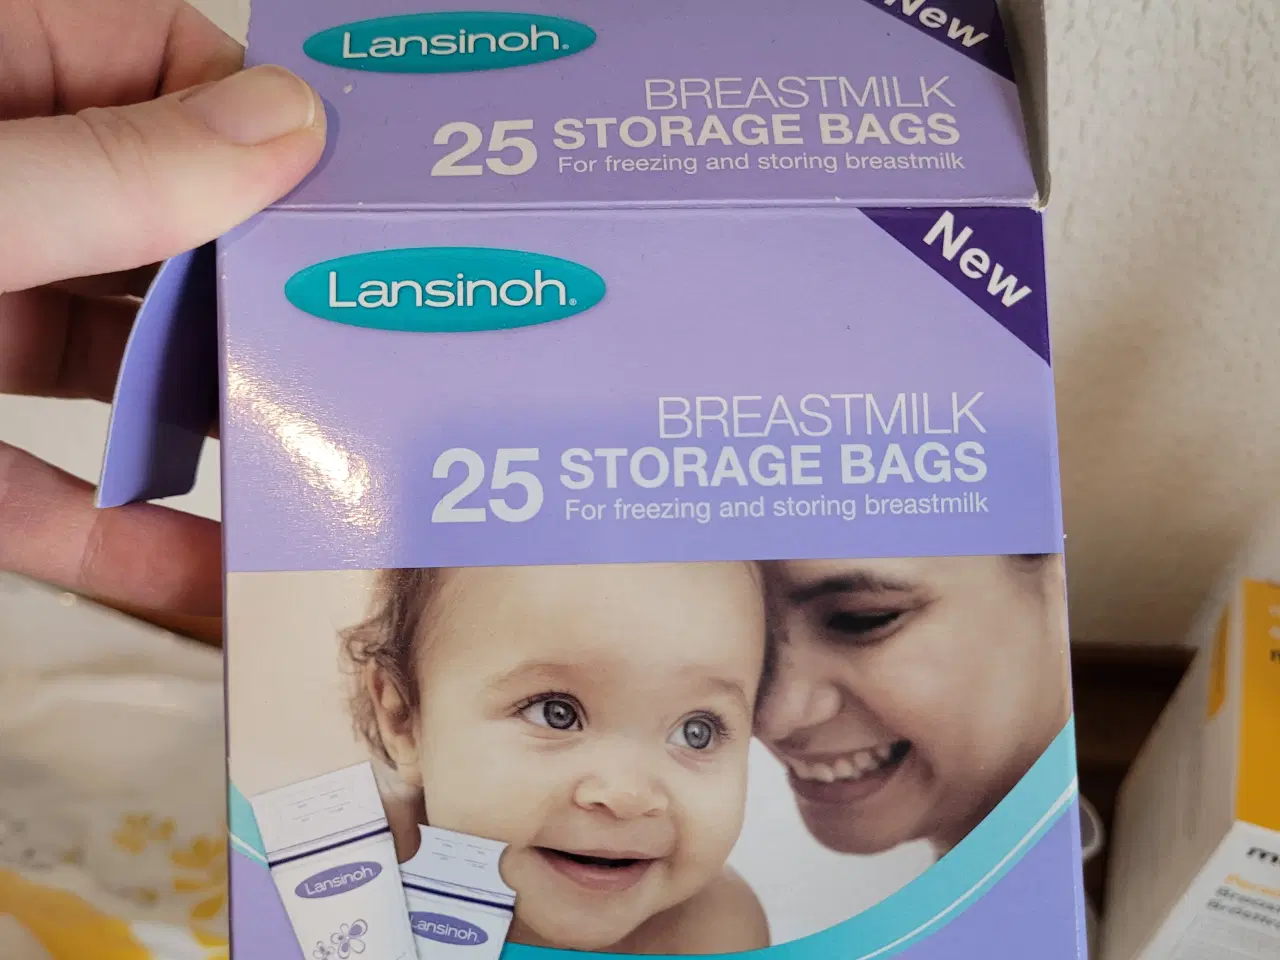 Lansinoh®
New
BREASTMILK
25 STORAGE BAGS
For freezing and storing breastmilk
Lansinoh®
New
BREASTMILK
25 STORAGE BAGS
For freezing and storing breastmilk
Lansinoh
Lansinoh